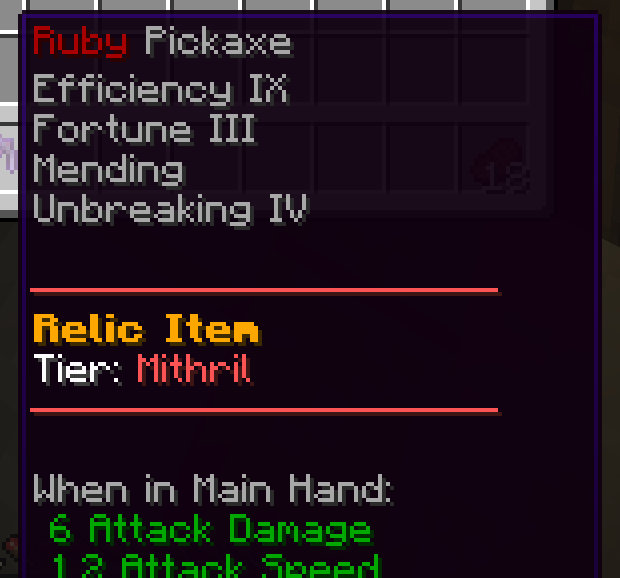 Ruby Pickaxe
Efficiency IX
Fortune III
Mending
18
Unbreaking IV
Relic Item
Tier: Mithril
When in Main Hand:
6 Attack Damage
1.2 Attack Speed